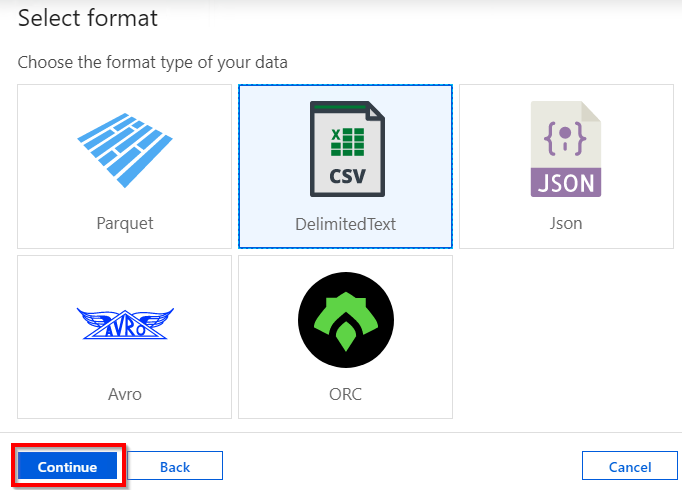 Select format
Choose the format type of your data
X
CSV
{ }
JSON
Parquet
DelimitedText
Json
AVRO
Avro
ORC
Continue
Back
Cancel